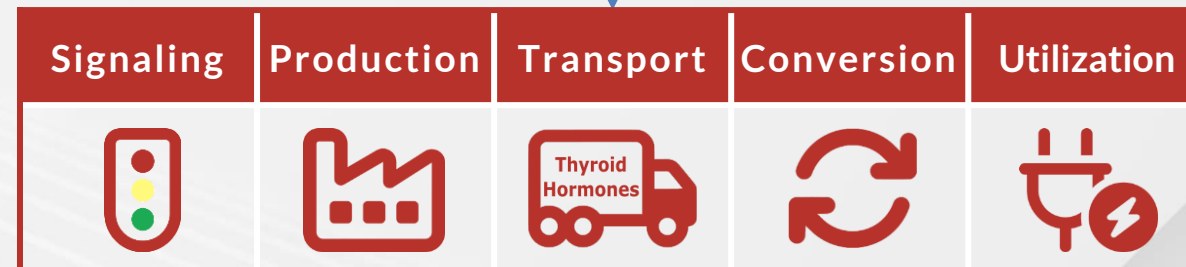 Signaling Production Transport Conversion Utilization
Thyroid
Hormones